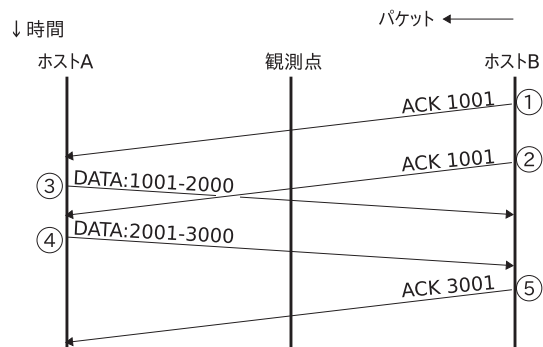 パケット
↓時間
ホストA
観測点
ホストB
ACK 1001
①
ACK 1001
②
③
DATA:1001-2000
④
DATA:2001-3000
ACK 3001
⑤